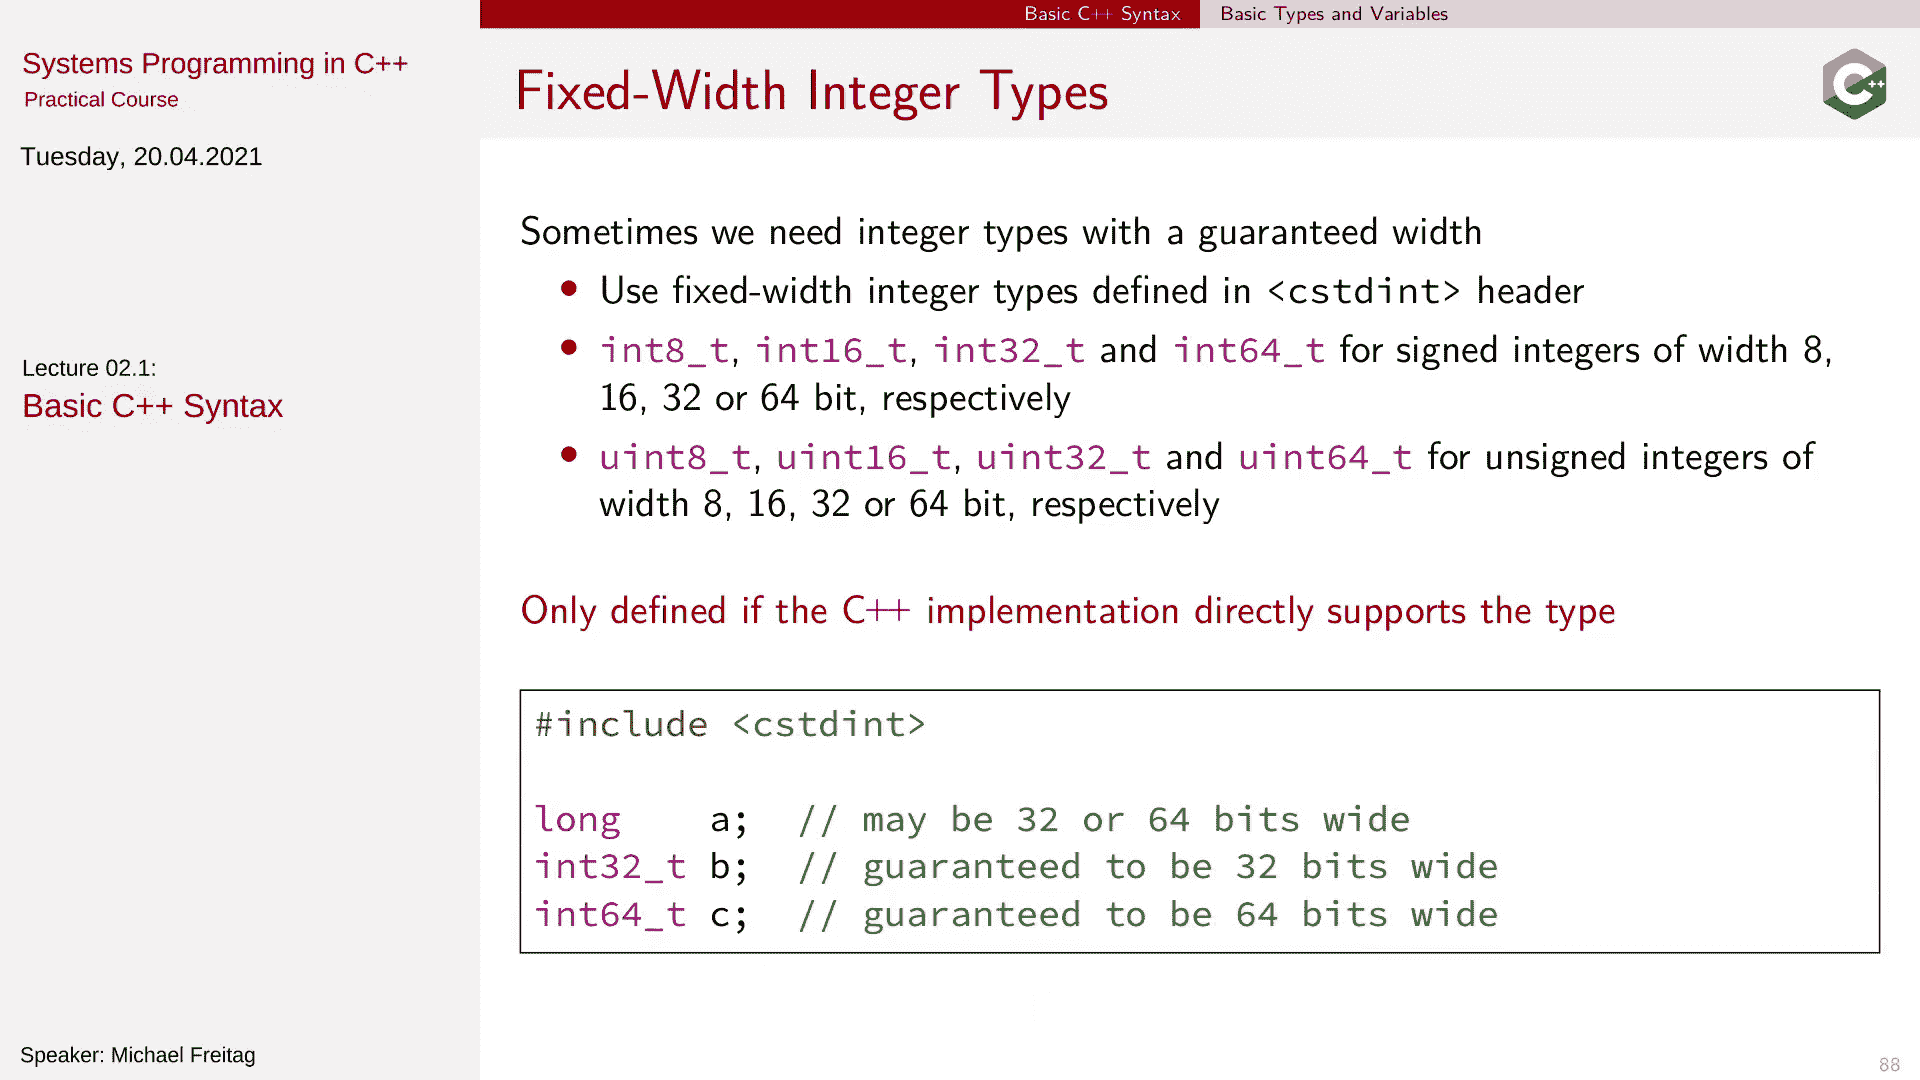 Basic C++ Syntax
Basic Types and Variables
Systems Programming in C++
Practical Course
Tuesday, 20.04.2021
Lecture 02.1:
Basic C++ Syntax
Speaker: Michael Freitag
Fixed-Width Integer Types
C++
Sometimes we need integer types with a guaranteed width
• Use fixed-width integer types defined in <cstdint> header
• int8_t, int16_t, int32_t and int64_t for signed integers of width 8,
16, 32 or 64 bit, respectively
• uint8_t, uint16_t, uint32_t and uint64_t for unsigned integers of
width 8, 16, 32 or 64 bit, respectively
Only defined if the C++ implementation directly supports the type
#include <cstdint>
long    a;  // may be 32 or 64 bits wide
int32_t b;  // guaranteed to be 32 bits wide
int64_t c;  // guaranteed to be 64 bits wide
88